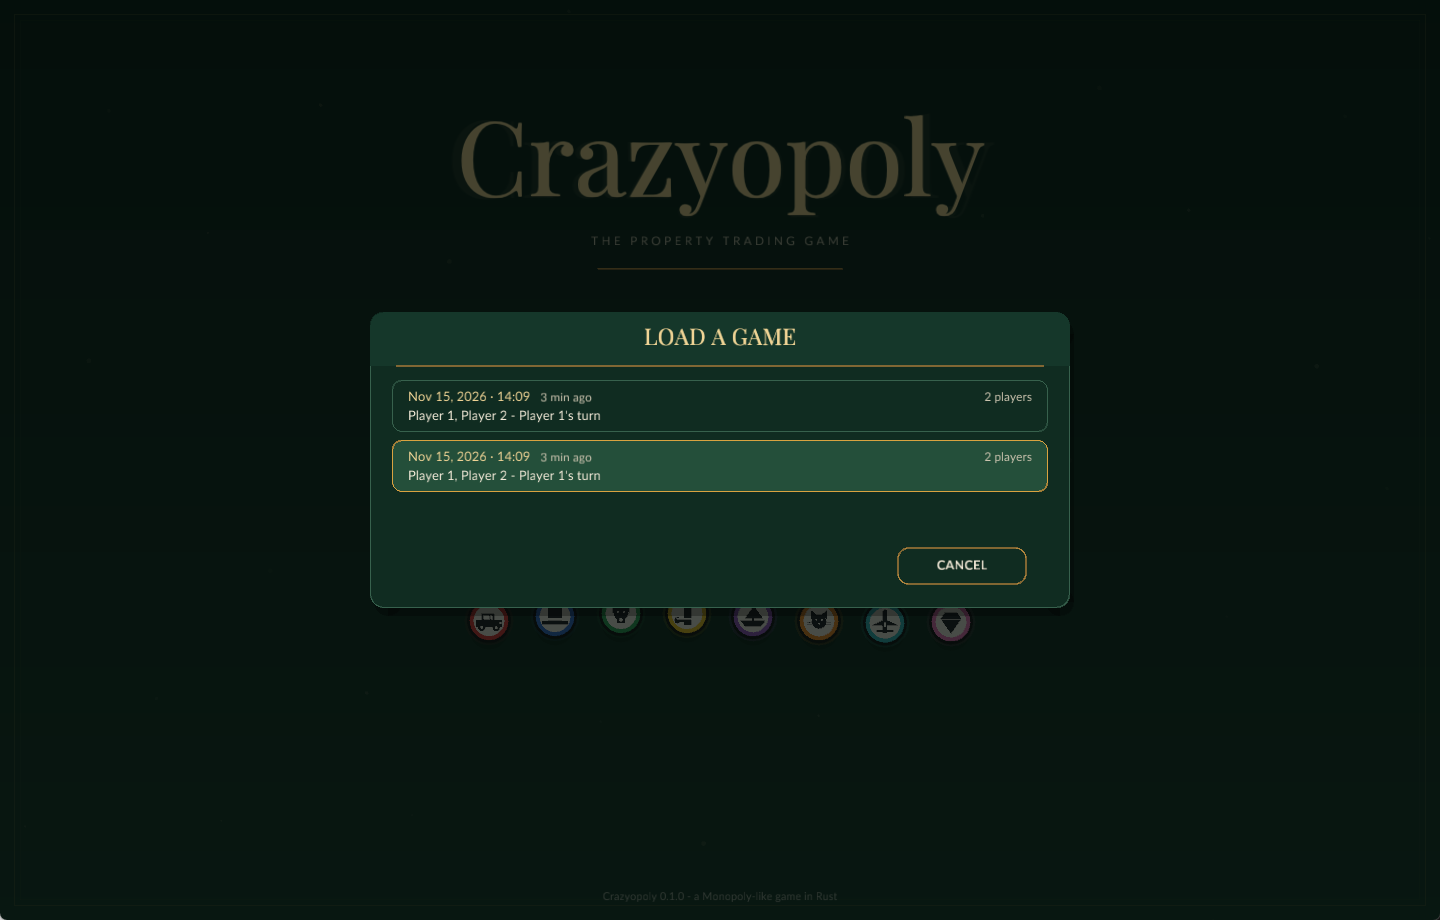 Crazyopoly
THE PROPERTY TRADING GAME
LOAD A GAME
Nov 15, 2026 · 14:09 3 min ago 2 players
Player 1, Player 2 - Player 1's turn
Nov 15, 2026 · 14:09 3 min ago 2 players
Player 1, Player 2 - Player 1's turn
CANCEL
Crazyopoly 0.1.0 - a Monopoly-like game in Rust